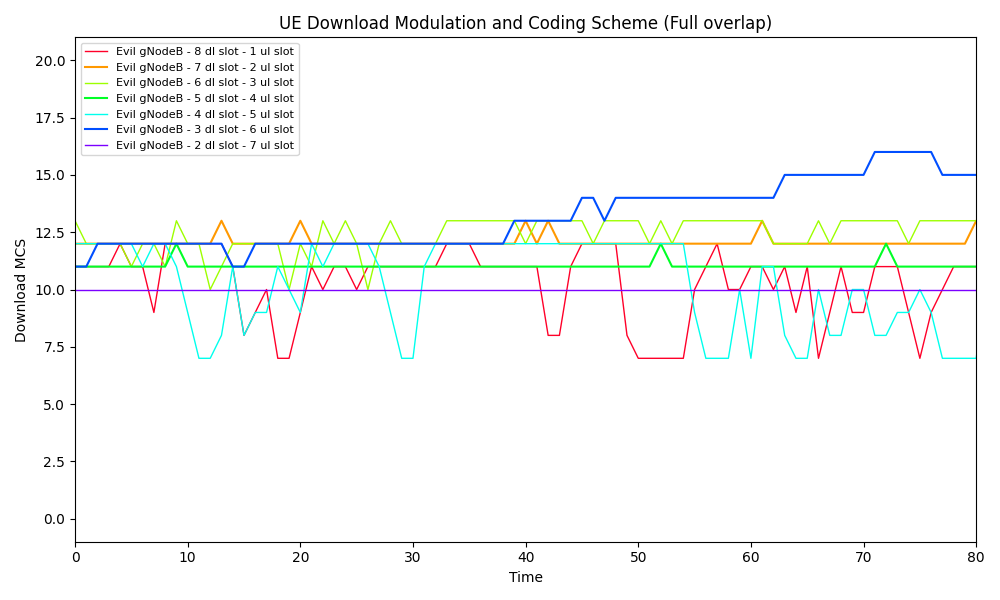 UE Download Modulation and Coding Scheme (Full overlap)
Evil gNodeB - 8 dl slot - 1 ul slot
Evil gNodeB - 7 dl slot - 2 ul slot
Evil gNodeB - 6 dl slot - 3 ul slot
Evil gNodeB - 5 dl slot - 4 ul slot
Evil gNodeB - 4 dl slot - 5 ul slot
Evil gNodeB - 3 dl slot - 6 ul slot
Evil gNodeB - 2 dl slot - 7 ul slot
Download MCS
20.0
17.5
15.0
12.5
10.0
7.5
5.0
2.5
0.0
0 10 20 30 40 50 60 70 80
Time